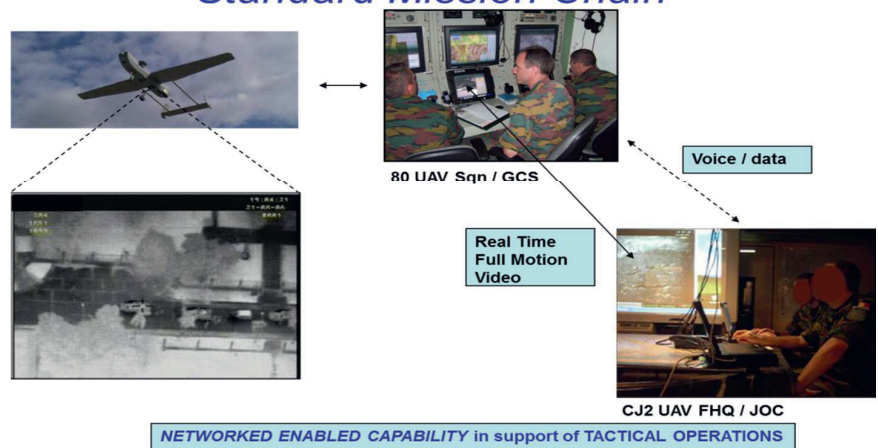 Standard Mission Chain
80 UAV Sqn / GCS
Voice / data
Real Time
Full Motion
Video
CJ2 UAV FHQ / JOC
NETWORKED ENABLED CAPABILITY in support of TACTICAL OPERATIONS